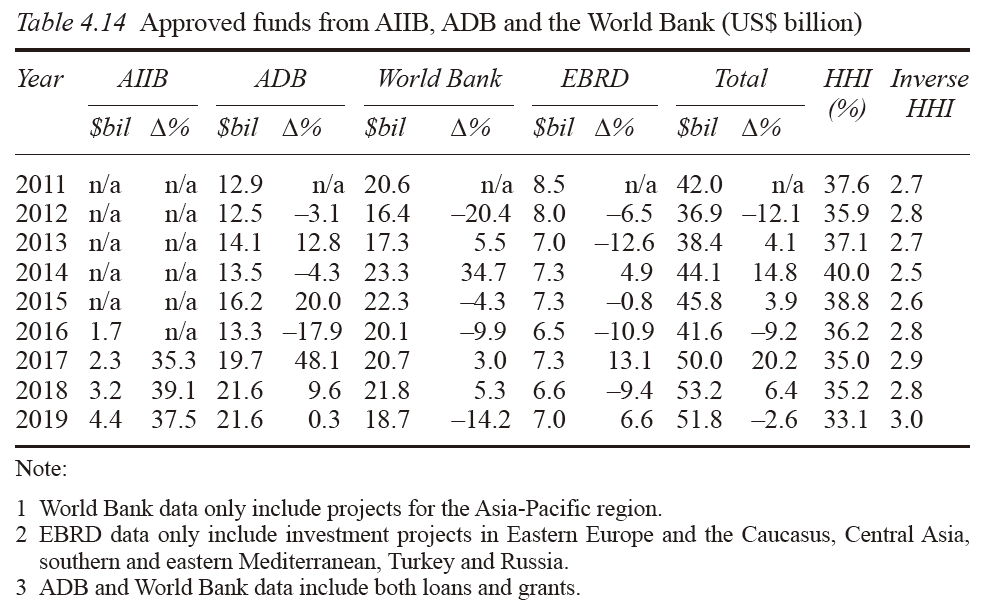 Table 4.14 Approved funds from AIIB, ADB and the World Bank (US$ billion)
Year AIIB ADB World Bank EBRD Total HHI Inverse
(%) HHI
$bil Δ% $bil Δ% $bil Δ% $bil Δ% $bil Δ%
2011 n/a n/a 12.9 n/a 20.6 n/a 8.5 n/a 42.0 n/a 37.6 2.7
2012 n/a n/a 12.5 –3.1 16.4 –20.4 8.0 –6.5 36.9 –12.1 35.9 2.8
2013 n/a n/a 14.1 12.8 17.3 5.5 7.0 –12.6 38.4 4.1 37.1 2.7
2014 n/a n/a 13.5 –4.3 23.3 34.7 7.3 4.9 44.1 14.8 40.0 2.5
2015 n/a n/a 16.2 20.0 22.3 –4.3 7.3 –0.8 45.8 3.9 38.8 2.6
2016 1.7 n/a 13.3 –17.9 20.1 –9.9 6.5 –10.9 41.6 –9.2 36.2 2.8
2017 2.3 35.3 19.7 48.1 20.7 3.0 7.3 13.1 50.0 20.2 35.0 2.9
2018 3.2 39.1 21.6 9.6 21.8 5.3 6.6 –9.4 53.2 6.4 35.2 2.8
2019 4.4 37.5 21.6 0.3 18.7 –14.2 7.0 6.6 51.8 –2.6 33.1 3.0
Note:
1 World Bank data only include projects for the Asia-Pacific region.
2 EBRD data only include investment projects in Eastern Europe and the Caucasus, Central Asia,
southern and eastern Mediterranean, Turkey and Russia.
3 ADB and World Bank data include both loans and grants.